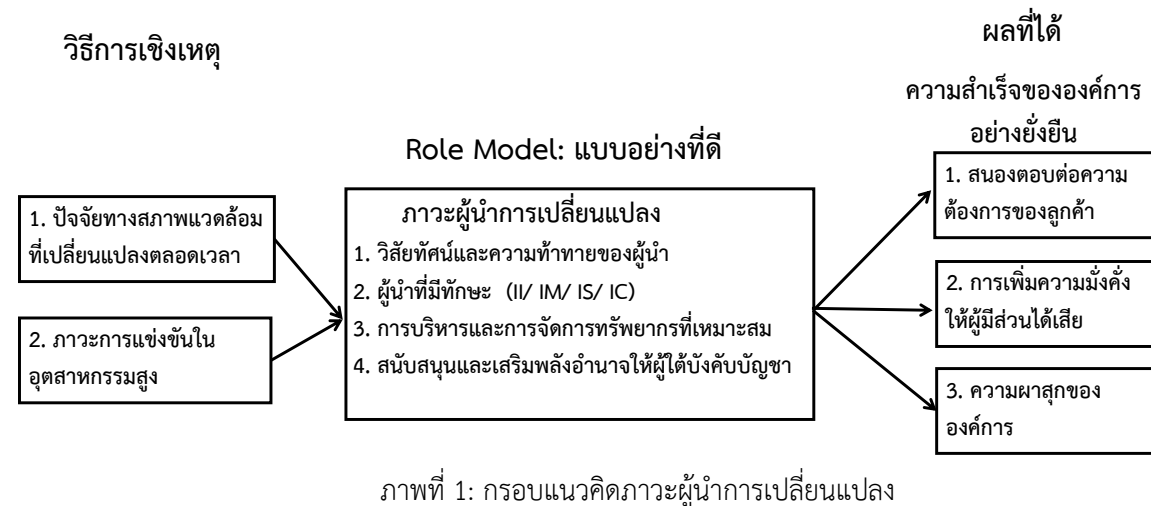 วิธีการเชิงเหตุ
ผลที่ได้
ความสำเร็จขององค์การ
อย่างยั่งยืน
Role Model: แบบอย่างที่ดี
1. ปัจจัยทางสภาพแวดล้อม
ที่เปลี่ยนแปลงตลอดเวลา
2. ภาวะการแข่งขันใน
อุตสาหกรรมสูง
ภาวะผู้นำการเปลี่ยนแปลง
1. วิสัยทัศน์และความท้าทายของผู้นำ
2. ผู้นำที่มีทักษะ (II/ IM/ IS/ IC)
3. การบริหารและการจัดการทรัพยากรที่เหมาะสม
4. สนับสนุนและเสริมพลังอำนาจให้ผู้ใต้บังคับบัญชา
1. สนองตอบต่อความ
ต้องการของลูกค้า
2. การเพิ่มความมั่งคั่ง
ให้ผู้มีส่วนได้เสีย
3. ความผาสุกของ
องค์การ
ภาพที่ 1: กรอบแนวคิดภาวะผู้นำการเปลี่ยนแปลง